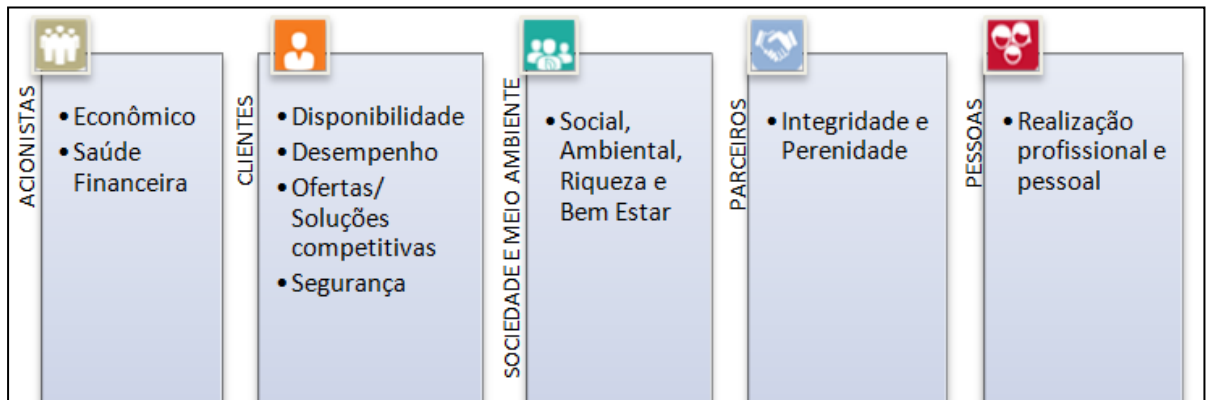 ACIONISTAS
• Econômico
• Saúde
Financeira
CLIENTES
• Disponibilidade
• Desempenho
• Ofertas/
Soluções
competitivas
• Segurança
SOCIEDADE E MEIO AMBIENTE
• Social,
Ambiental,
Riqueza e
Bem Estar
PARCEIROS
• Integridade e
Perenidade
PESSOAS
• Realização
profissional e
pessoal